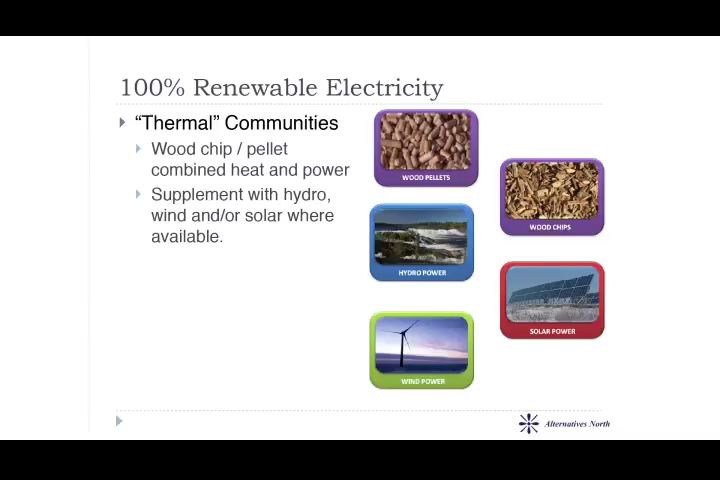 100% Renewable Electricity
“Thermal” Communities
Wood chip / pellet
combined heat and power
Supplement with hydro,
wind and/or solar where
available.
WOOD PELLETS
WOOD CHIPS
HYDRO POWER
SOLAR POWER
WIND POWER
Alternatives North